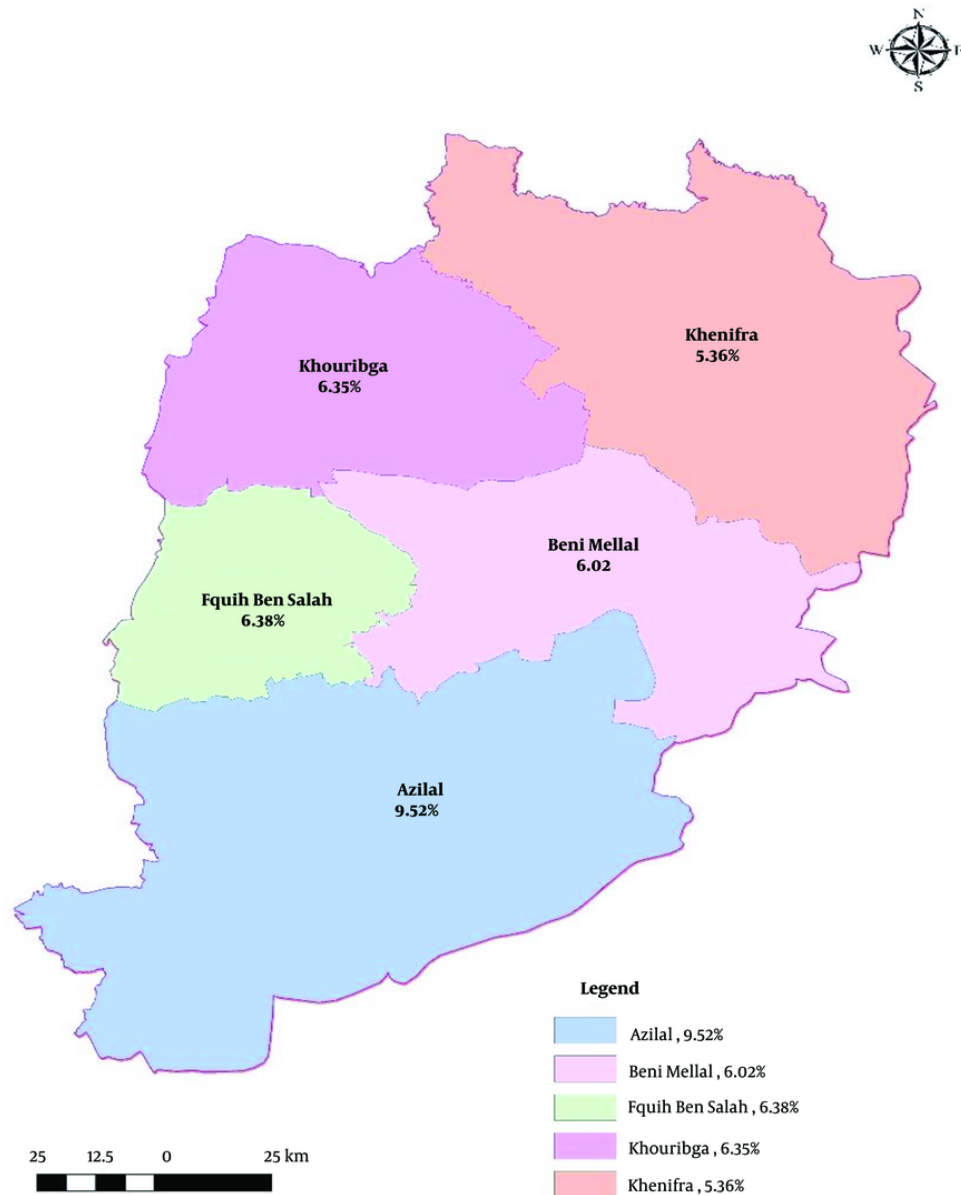 N
W E
S
Khenifra
5.36%
Khouribga
6.35%
Beni Mellal
6.02
Fquih Ben Salah
6.38%
Azilal
9.52%
Legend
Azilal , 9.52%
Beni Mellal , 6.02%
Fquih Ben Salah , 6.38%
Khouribga , 6.35%
Khenifra , 5.36%
25 12.5 0 25 km